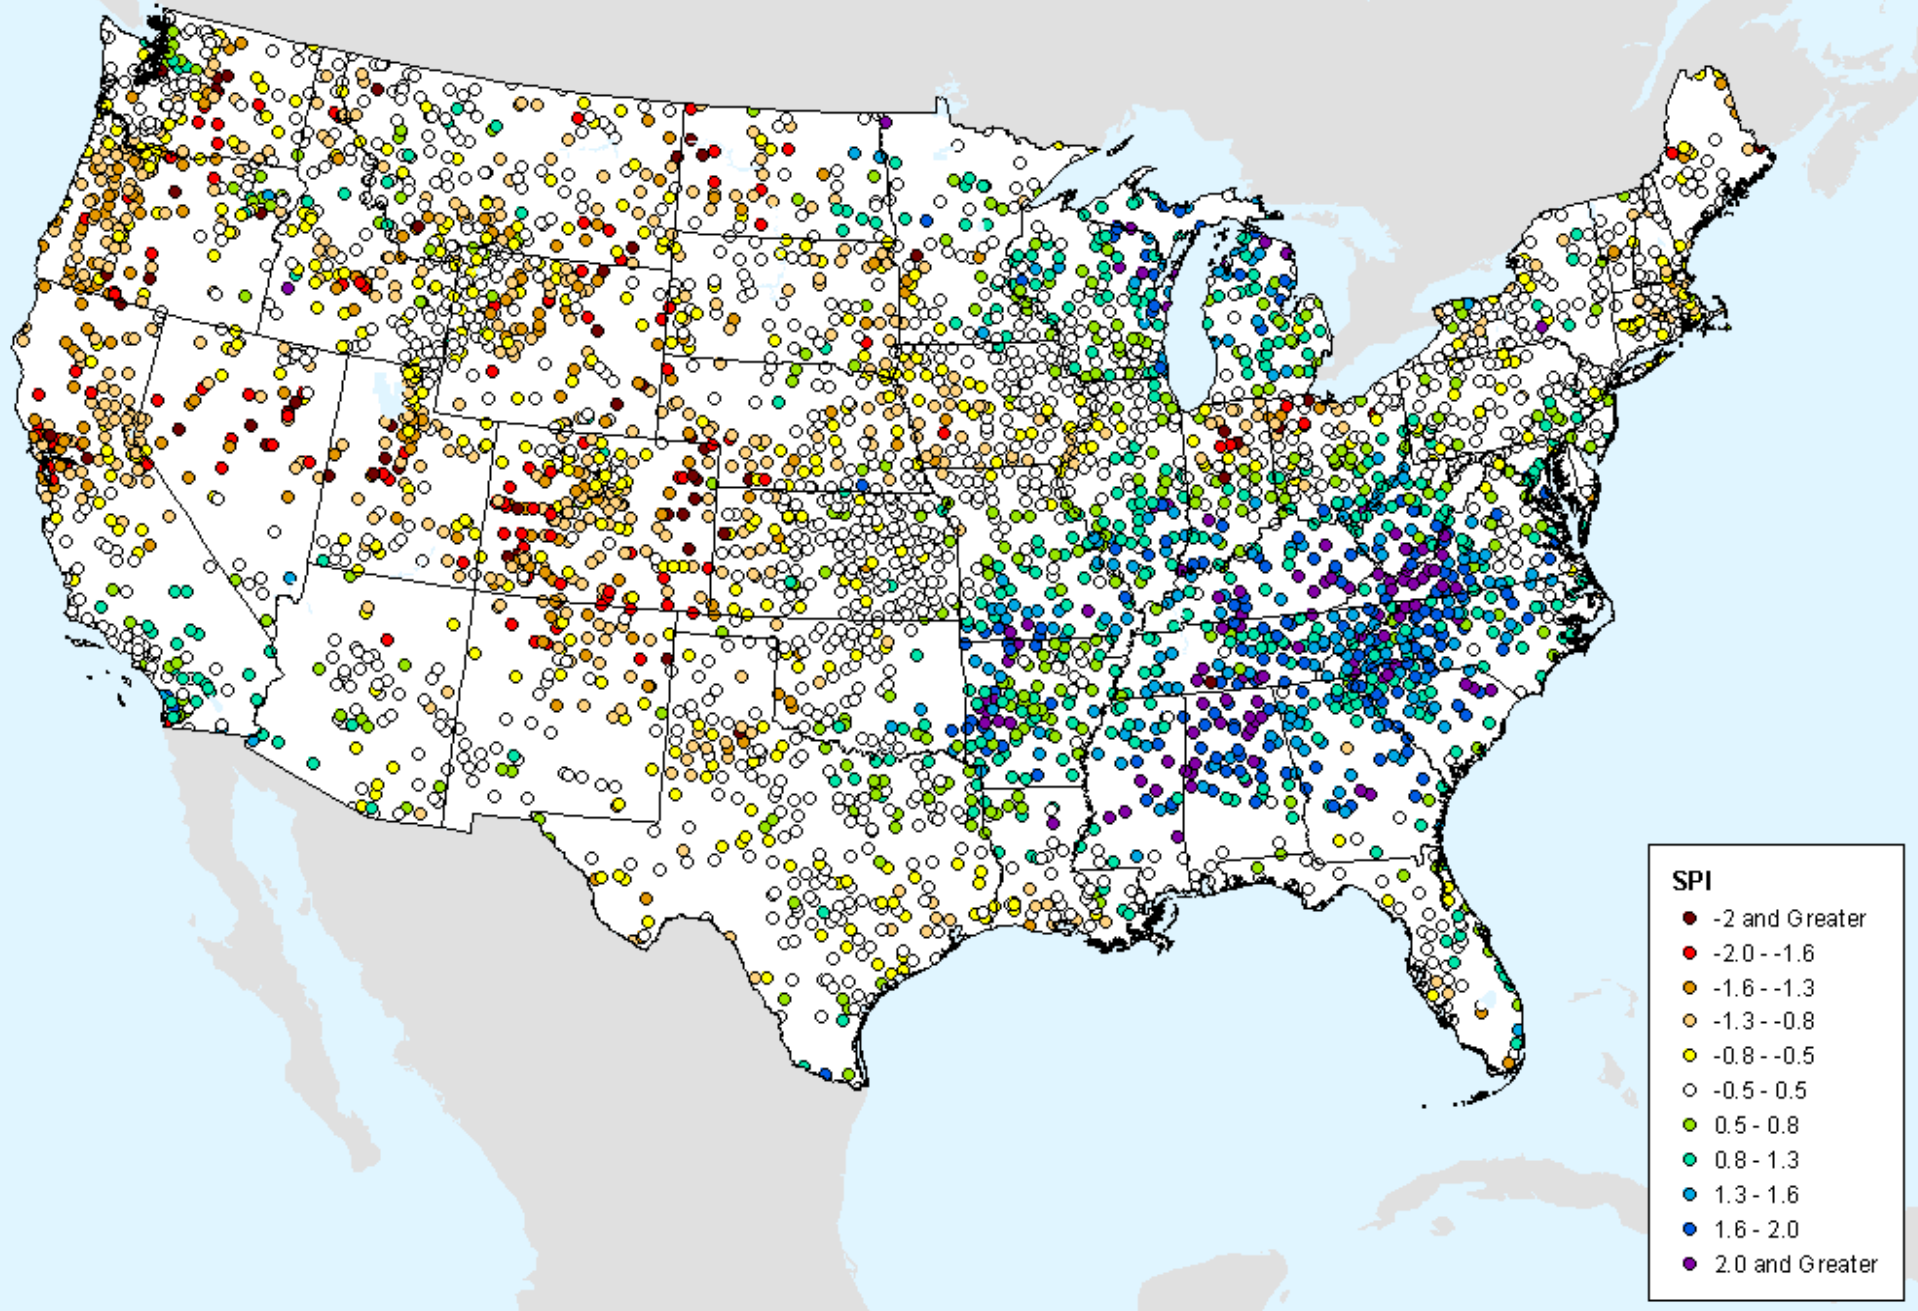 SPI
-2 and Greater
-2.0 - -1.6
-1.6 - -1.3
-1.3 - -0.8
-0.8 - -0.5
-0.5 - 0.5
0.5 - 0.8
0.8 - 1.3
1.3 - 1.6
1.6 - 2.0
2.0 and Greater